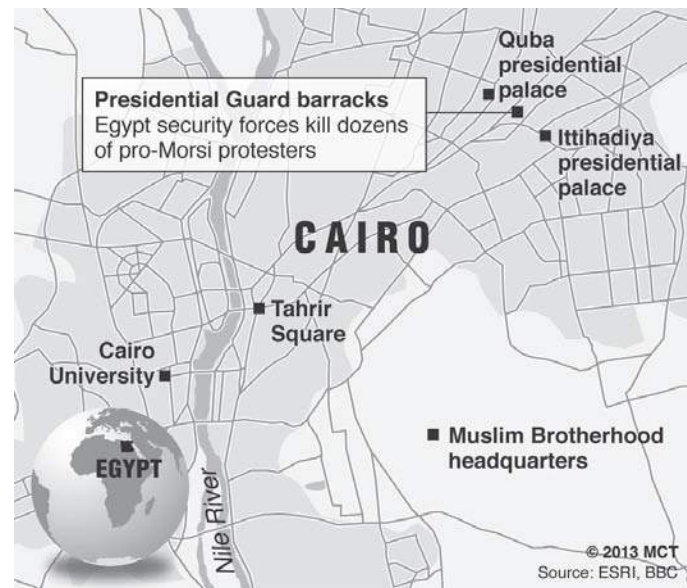 Quba
presidential
palace
Presidential Guard barracks
Egypt security forces kill dozens
of pro-Morsi protesters
Ittihadiya
presidential
palace
CAIRO
Tahrir
Square
Cairo
University
Muslim Brotherhood
headquarters
EGYPT
Nile River
© 2013 MCT
Source: ESRI, BBC